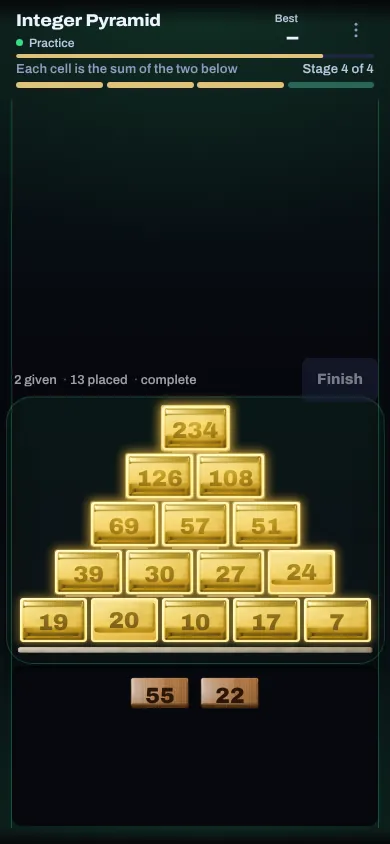 Integer Pyramid
Best
Practice
–
Each cell is the sum of the two below
Stage 4 of 4
2 given · 13 placed · complete
Finish
234
126 108
69 57 51
39 30 27 24
19 20 10 17 7
55 22